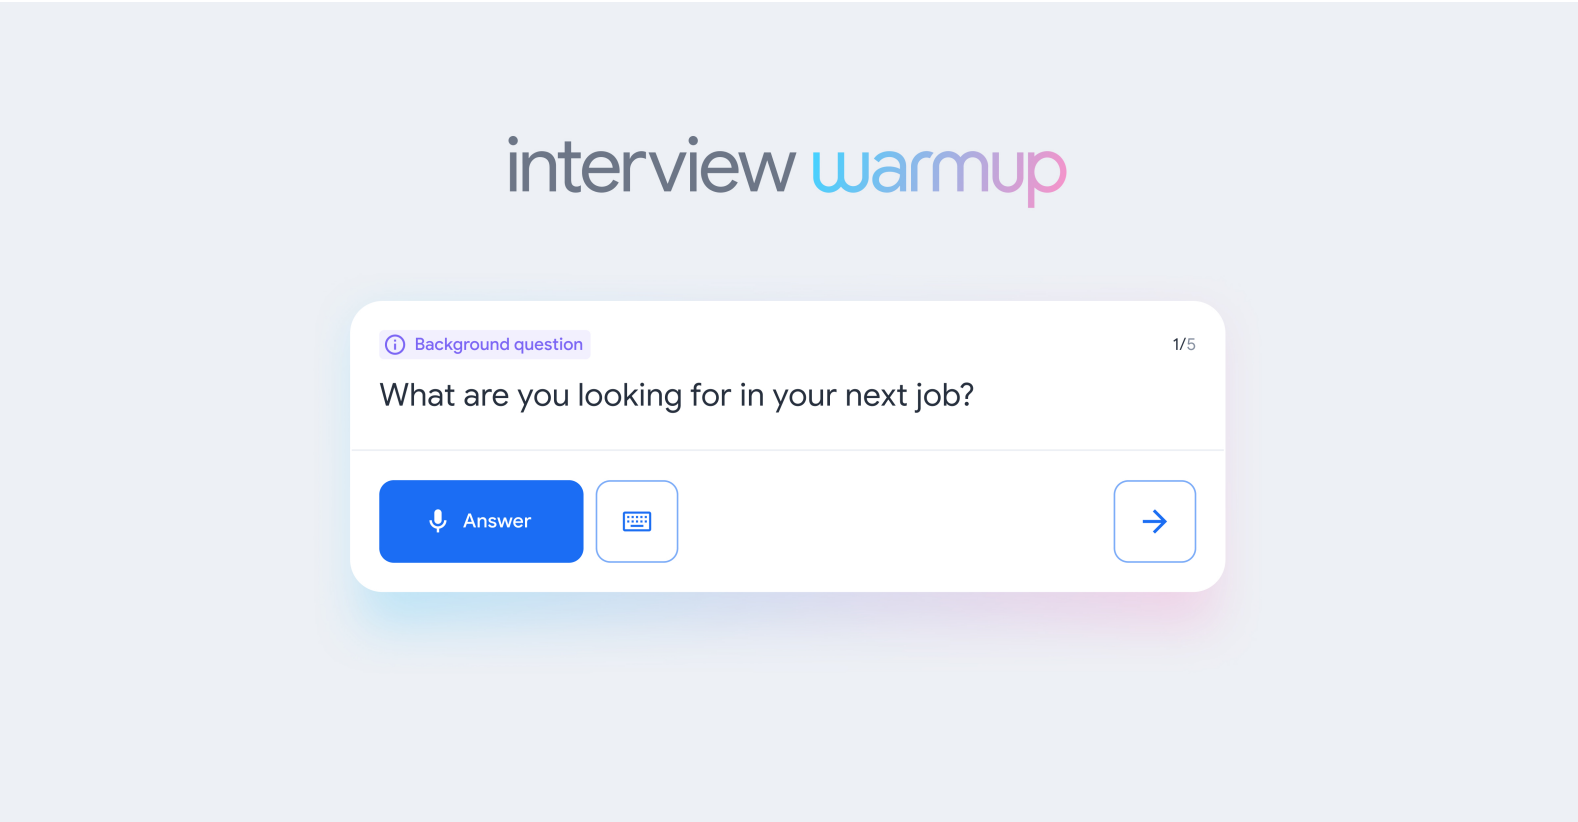 interview warmup
Background question
1/5
What are you looking for in your next job?
Answer